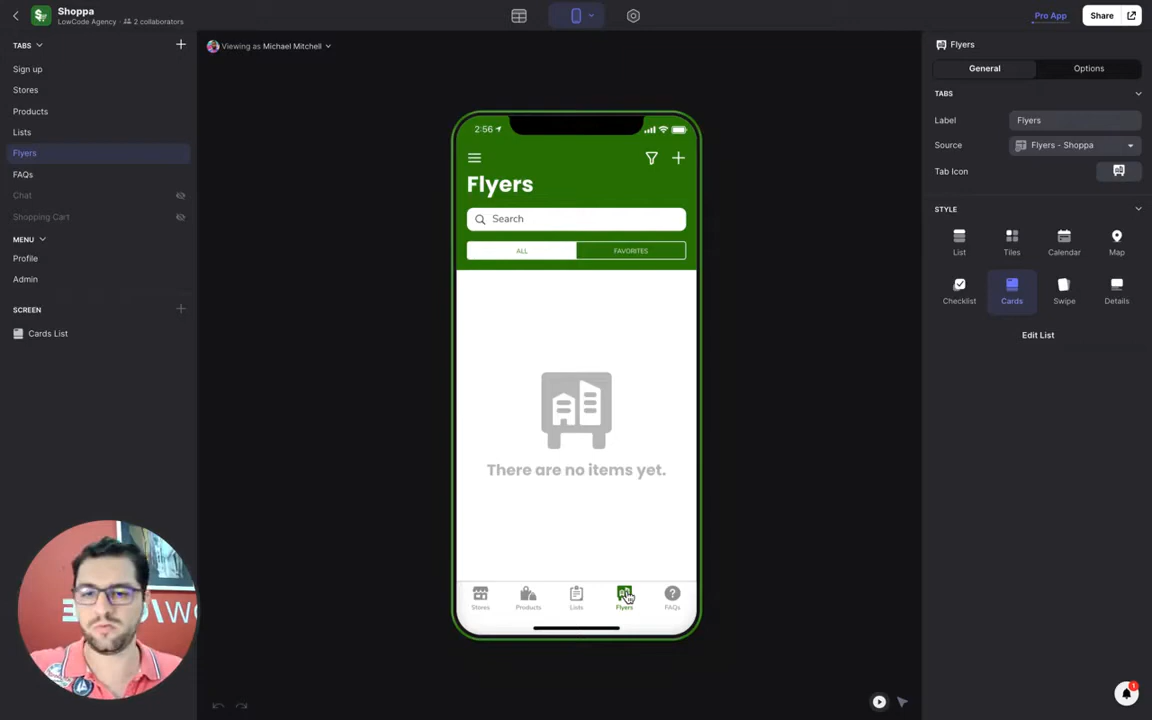 Shoppa
LowCode Agency · 2 collaborators
Pro App
Share
TABS
Sign up
Stores
Products
Lists
Flyers
FAQs
Chat
Shopping Cart
MENU
Profile
Admin
SCREEN
Cards List
Viewing as Michael Mitchell
2:56
Flyers
Search
ALL
FAVORITES
There are no items yet.
Stores
Products
Lists
Flyers
FAQs
Flyers
General
Options
TABS
Label
Flyers
Source
Flyers - Shoppa
Tab Icon
STYLE
List
Tiles
Calendar
Map
Checklist
Cards
Swipe
Details
Edit List
1